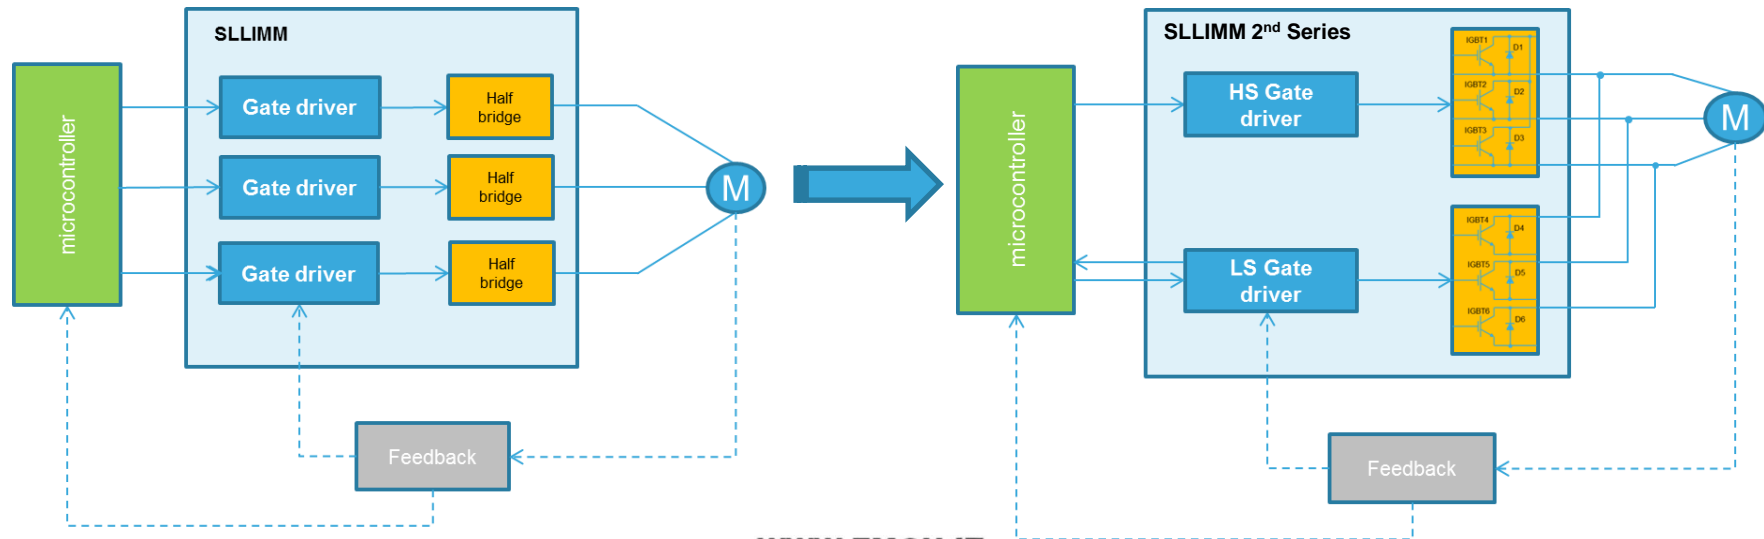 SLLIMM
microcontroller
Gate driver
Half
bridge
Gate driver
Half
bridge
Gate driver
Half
bridge
M
Feedback
SLLIMM 2nd Series
microcontroller
HS Gate
driver
IGBT1
D1
IGBT2
D2
IGBT3
D3
M
LS Gate
driver
IGBT4
D4
IGBT5
D5
IGBT6
D6
Feedback